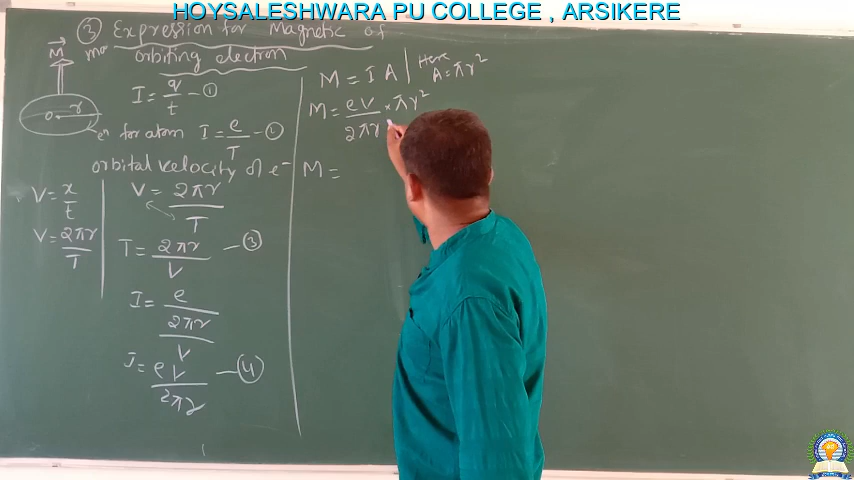 HOYSALESHWARA PU COLLEGE , ARSIKERE
③ Expression for Magnetic of
orbiting electron
M
I = q/t - ①
for atom I = e/T - ②
orbital velocity of e⁻
V = x/t
V = 2πr/T
V = 2πr/T
T = 2πr/V - ③
I = e/(2πr/V)
I = eV/2πr - ④
M = I A | Here
A = πr²
M = eV/2πr × πr²
M =